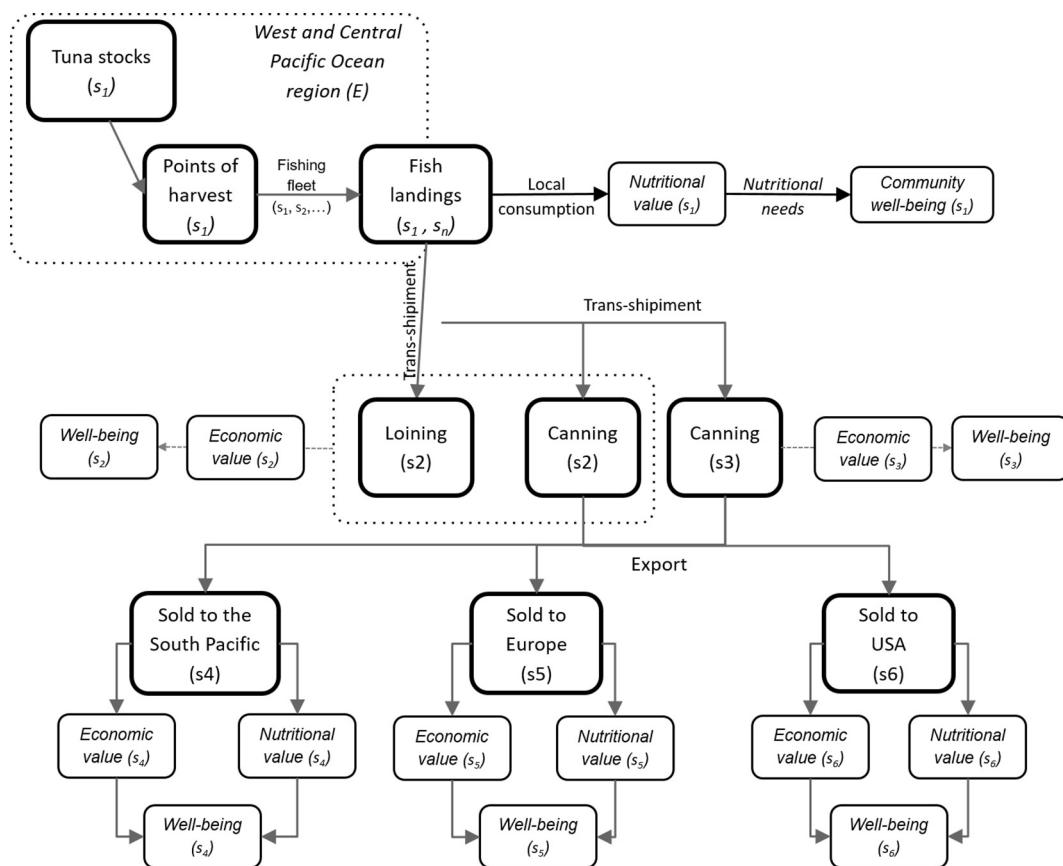 West and Central
Pacific Ocean
region (E)
Tuna stocks
(s1)
Points of
harvest
(s1)
Fishing
fleet
(s1, s2,...)
Fish
landings
(s1 , sn)
Local
consumption
Nutritional
value (s1)
Nutritional
needs
Community
well-being (s1)
Trans-shipiment
Trans-shipiment
Loining
(s2)
Canning
(s2)
Canning
(s3)
Well-being
(s2)
Economic
value (s2)
Economic
value (s3)
Well-being
(s3)
Export
Sold to the
South Pacific
(s4)
Sold to
Europe
(s5)
Sold to
USA
(s6)
Economic
value (s4)
Nutritional
value (s4)
Economic
value (s5)
Nutritional
value (s5)
Economic
value (s6)
Nutritional
value (s6)
Well-being
(s4)
Well-being
(s5)
Well-being
(s6)